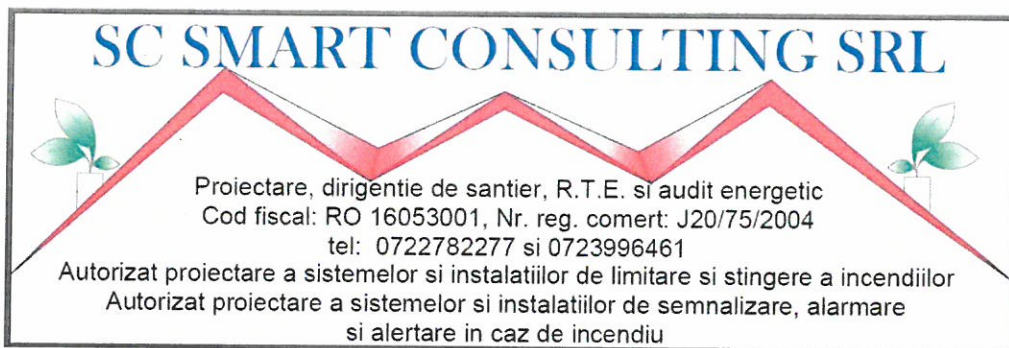 SC SMART CONSULTING SRL
Proiectare, dirigentie de santier, R.T.E. si audit energetic
Cod fiscal: RO 16053001, Nr. reg. comert: J20/75/2004
tel: 0722782277 si 0723996461
Autorizat proiectare a sistemelor si instalatiilor de limitare si stingere a incendiilor
Autorizat proiectare a sistemelor si instalatiilor de semnalizare, alarmare
si alertare in caz de incendiu